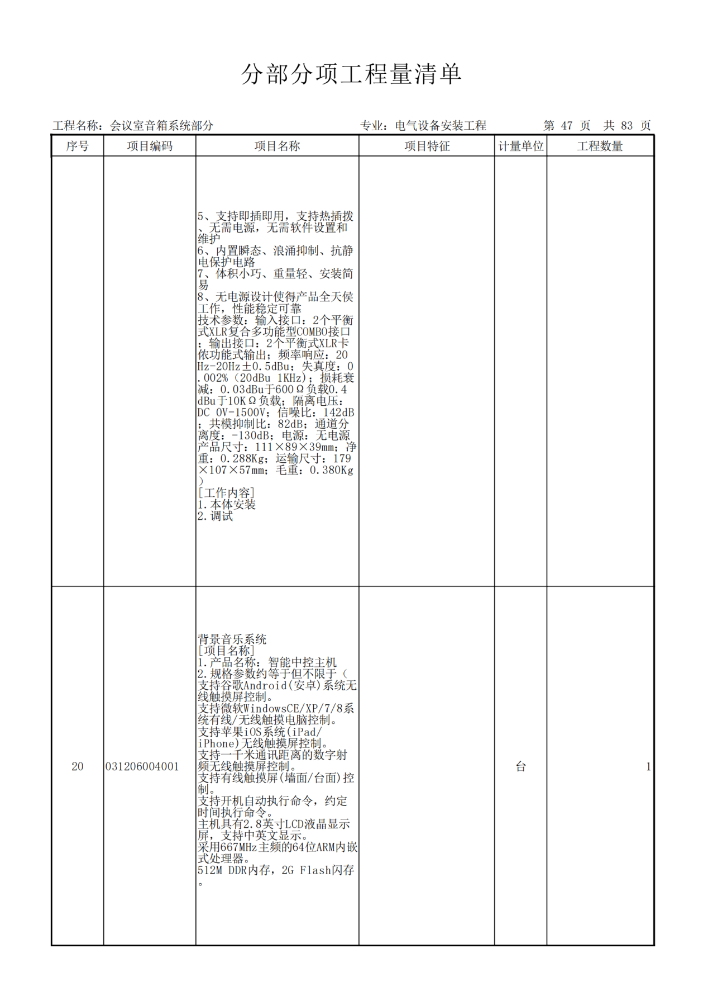 分部分项工程量清单
工程名称：会议室音箱系统部分 专业：电气设备安装工程 第 47 页 共 83 页
序号 项目编码 项目名称 项目特征 计量单位 工程数量
5、支持即插即用，支持热插拨
、无需电源，无需软件设置和
维护
6、内置瞬态、浪涌抑制、抗静
电保护电路
7、体积小巧、重量轻、安装简
易
8、无电源设计使得产品全天侯
工作，性能稳定可靠
技术参数：输入接口：2个平衡
式XLR复合多功能型COMBO接口
；输出接口：2个平衡式XLR卡
侬功能式输出；频率响应：20
Hz-20Hz±0.5dBu；失真度：0
.002%（20dBu 1KHz)；损耗衰
减：0.03dBu于600Ω负载0.4
dBu于10KΩ负载；隔离电压：
DC 0V-1500V；信噪比：142dB
；共模抑制比：82dB；通道分
离度：-130dB；电源：无电源
产品尺寸：111×89×39mm；净
重：0.288Kg；运输尺寸：179
×107×57mm；毛重：0.380Kg
）
[工作内容]
1.本体安装
2.调试
背景音乐系统
[项目名称]
1.产品名称：智能中控主机
2.规格参数约等于但不限于（
支持谷歌Android(安卓)系统无
线触摸屏控制。
支持微软WindowsCE/XP/7/8系
统有线/无线触摸电脑控制。
支持苹果iOS系统(iPad/
iPhone)无线触摸屏控制。
支持一千米通讯距离的数字射
频无线触摸屏控制。
20 031206004001 台 1
支持有线触摸屏(墙面/台面)控
制。
支持开机自动执行命令，约定
时间执行命令。
主机具有2.8英寸LCD液晶显示
屏，支持中英文显示。
采用667MHz主频的64位ARM内嵌
式处理器。
512M DDR内存，2G Flash闪存
。